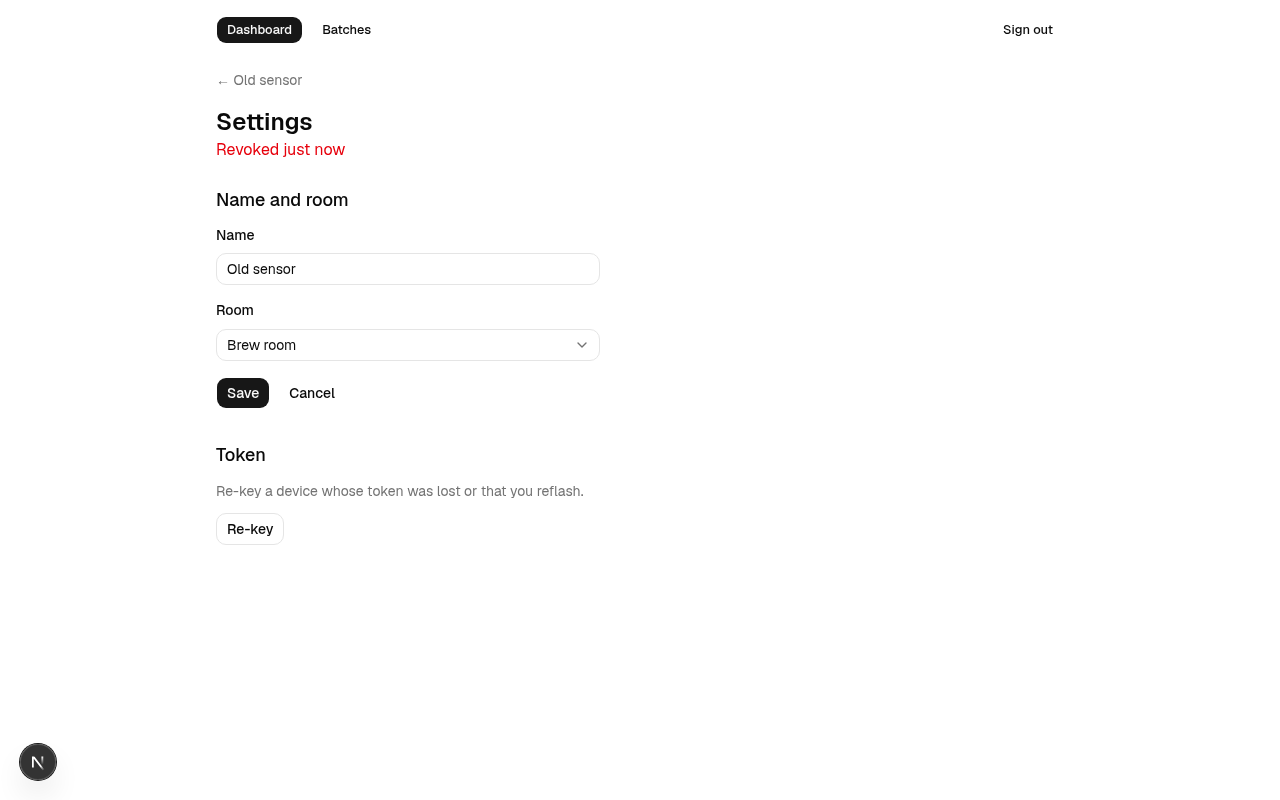 Dashboard Batches Sign out
← Old sensor
Settings
Revoked just now
Name and room
Name
Old sensor
Room
Brew room
Save Cancel
Token
Re-key a device whose token was lost or that you reflash.
Re-key
N